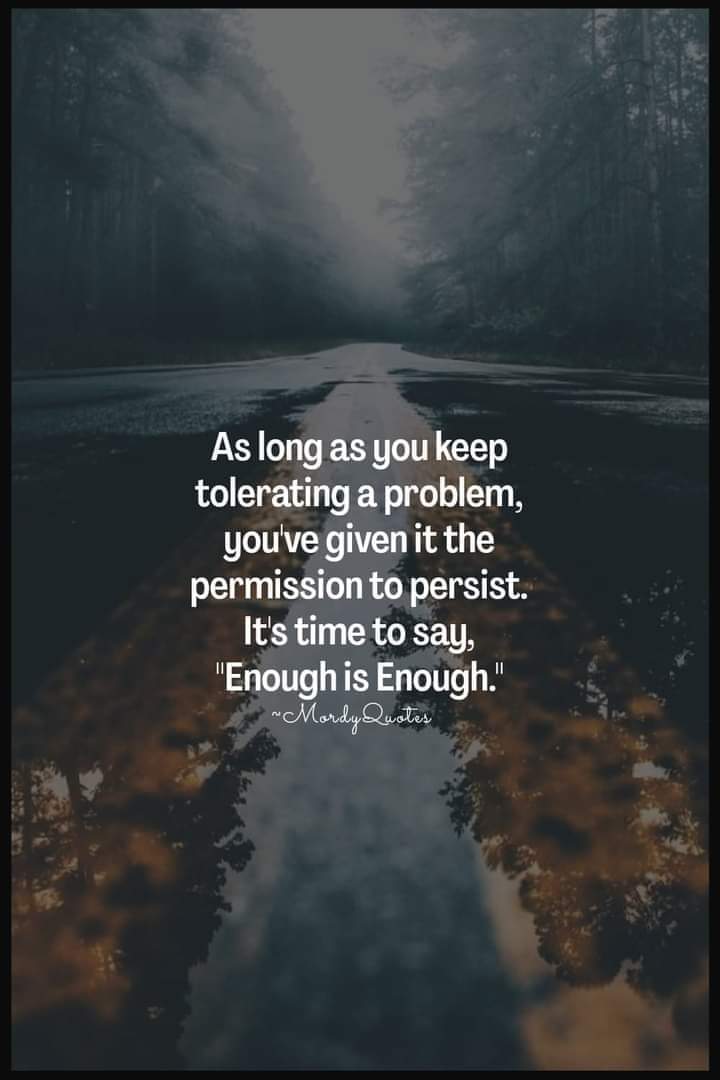 As long as you keep
tolerating a problem,
you've given it the
permission to persist.
It's time to say,
"Enough is Enough."
~MordyQuotes